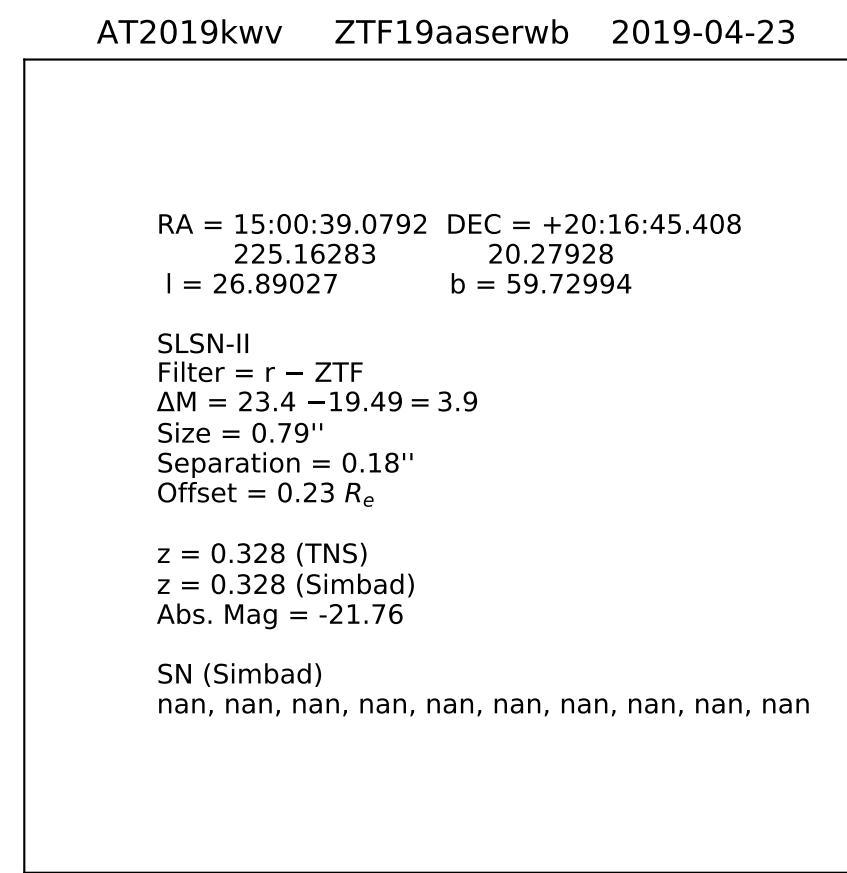 AT2019kwv ZTF19aaserwb 2019-04-23
RA = 15:00:39.0792 DEC = +20:16:45.408
225.16283 20.27928
l = 26.89027 b = 59.72994
SLSN-II
Filter = r − ZTF
ΔM = 23.4 −19.49 = 3.9
Size = 0.79''
Separation = 0.18''
Offset = 0.23 Rₑ
z = 0.328 (TNS)
z = 0.328 (Simbad)
Abs. Mag = -21.76
SN (Simbad)
nan, nan, nan, nan, nan, nan, nan, nan, nan, nan